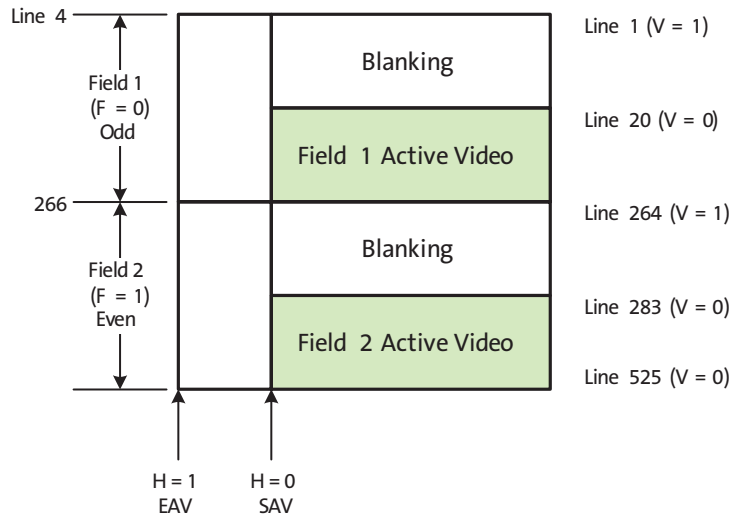 Line 4
Field 1
(F = 0)
Odd
266
Field 2
(F = 1)
Even
Blanking
Field 1 Active Video
Blanking
Field 2 Active Video
Line 1 (V = 1)
Line 20 (V = 0)
Line 264 (V = 1)
Line 283 (V = 0)
Line 525 (V = 0)
H = 1
EAV
H = 0
SAV